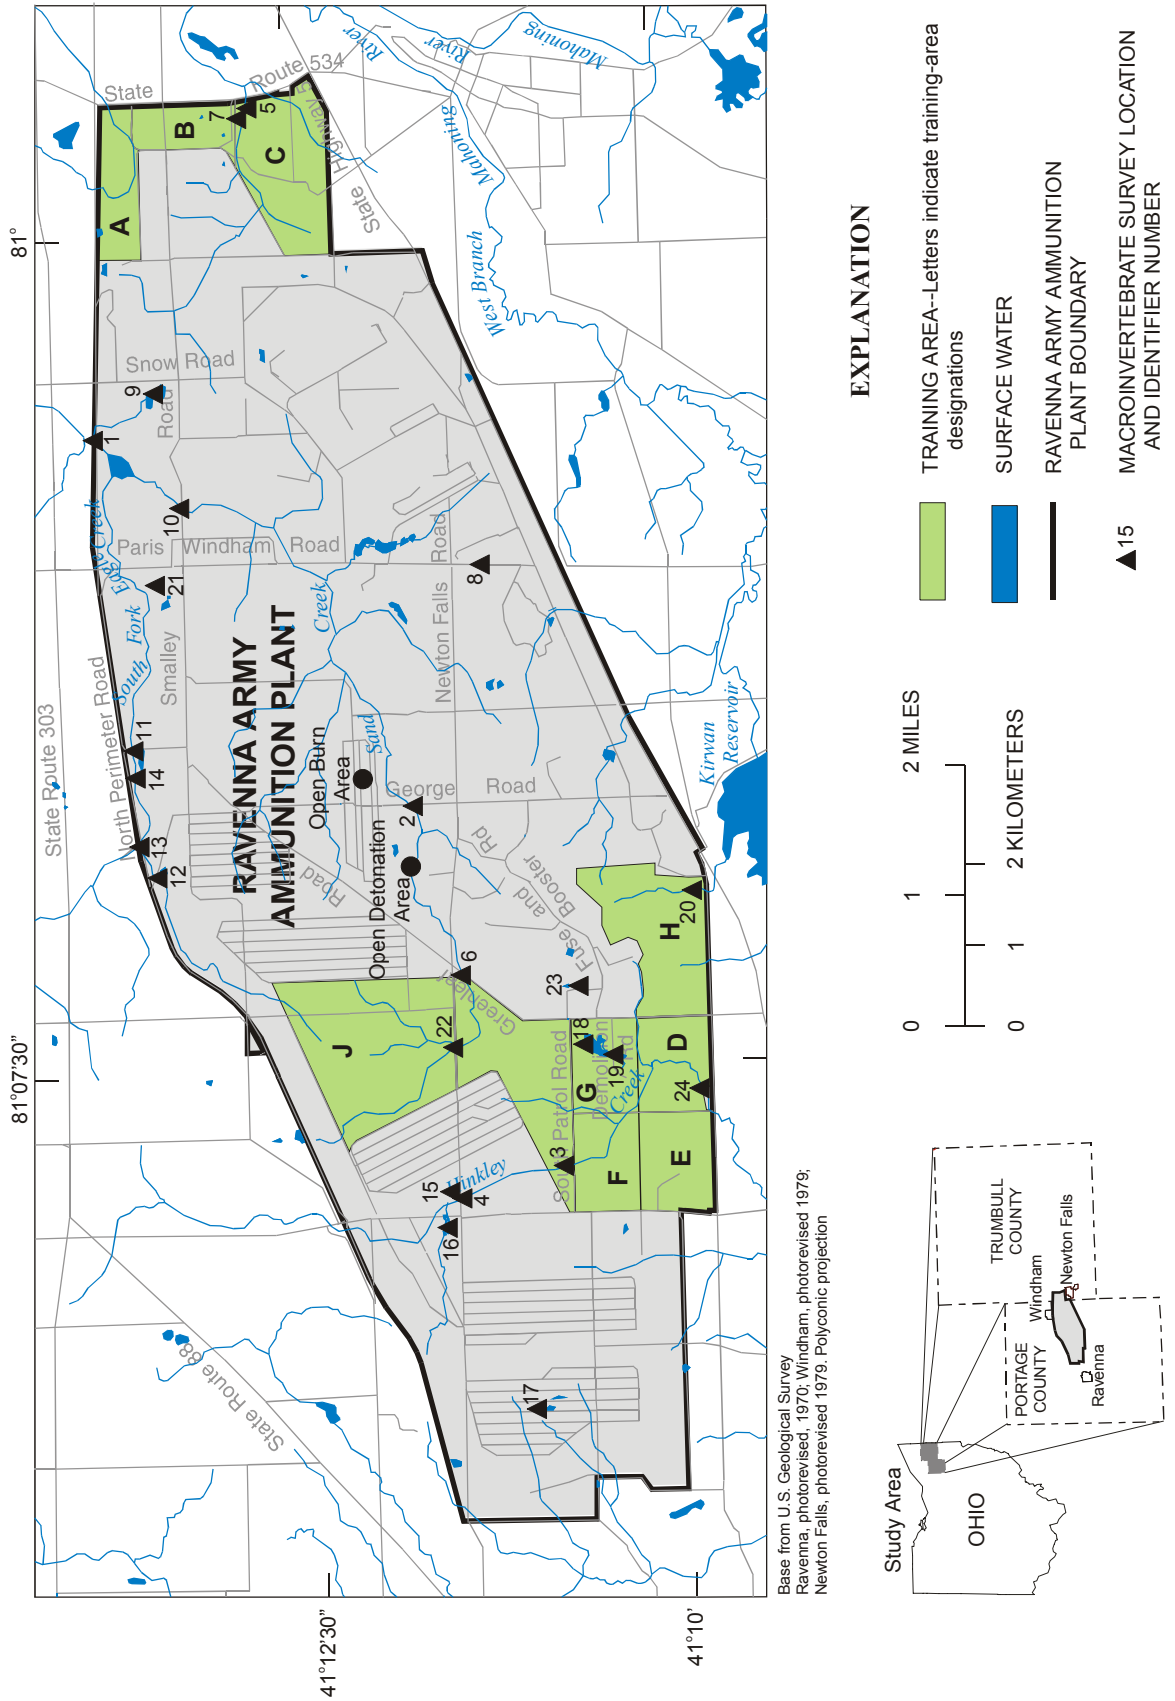 81°
81°07'30"
41°12'30"
41°10'
State Route 303
State Route 88
State
Route 534
State Highway 5
North Perimeter Road
South Fork
Eagle Creek
Smalley
Road
Snow Road
Paris
Windham
Road
Newton Falls
Road
George
Road
Greenleaf
Road
Fuse and
Booster
Rd
South Patrol Road
Demolition
Rd
Hinkley
Creek
Sand
Creek
West Branch
Mahoning
River
Mahoning
River
Kirwan
Reservoir
RAVENNA ARMY
AMMUNITION PLANT
Open Burn
Area
Open Detonation
Area
A
B
C
D
E
F
G
H
J
1
2
3
4
5
6
7
8
9
10
11
12
13
14
15
16
17
18
19
20
21
22
23
24
Base from U.S. Geological Survey
Ravenna, photorevised, 1970; Windham, photorevised 1979;
Newton Falls, photorevised 1979. Polyconic projection
Study Area
OHIO
PORTAGE
COUNTY
TRUMBULL
COUNTY
Windham
Newton Falls
Ravenna
0
1
2 MILES
0
1
2 KILOMETERS
EXPLANATION
TRAINING AREA--Letters indicate training-area
designations
SURFACE WATER
RAVENNA ARMY AMMUNITION
PLANT BOUNDARY
15
MACROINVERTEBRATE SURVEY LOCATION
AND IDENTIFIER NUMBER